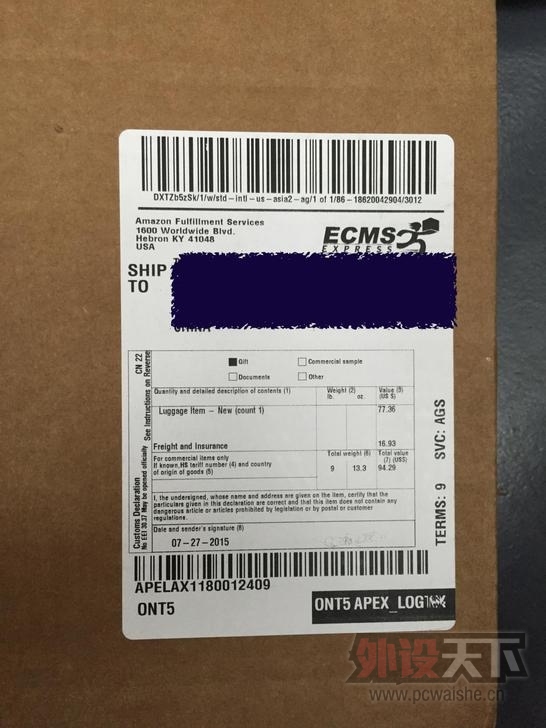 DXTZb5zSk/1/w/std-intl-us-asia2-ag/1 of 1/86-18620042904/3012
Amazon Fulfillment Services
1600 Worldwide Blvd.
Hebron KY 41048
USA
ECMS
EXPRESS
SHIP
TO
CHINA
Customs Declaration CN 22
No EEI 30.37 May be opened officially See Instructions on Reverse
Gift Commercial sample
Documents Other
Quantity and detailed description of contents (1) Weight (2) Value (3)
lb. oz. (US $)
Luggage Item - New (count 1) 77.36
Freight and Insurance 16.93
For commercial items only Total weight (6) Total value
If known, HS tariff number (4) and country (7) (US$)
of origin of goods (5) 9 13.3 94.29
I, the undersigned, whose name and address are given on the item, certify that the
particulars given in this declaration are correct and that this item does not contain any
dangerous article or articles prohibited by legislation or by postal or customer
regulations.
Date and sender's signature (8)
07-27-2015
TERMS: 9 SVC: AGS
APELAX1180012409
ONT5
ONT5 APEX_LOG
外设天下
www.pcwaishe.cn